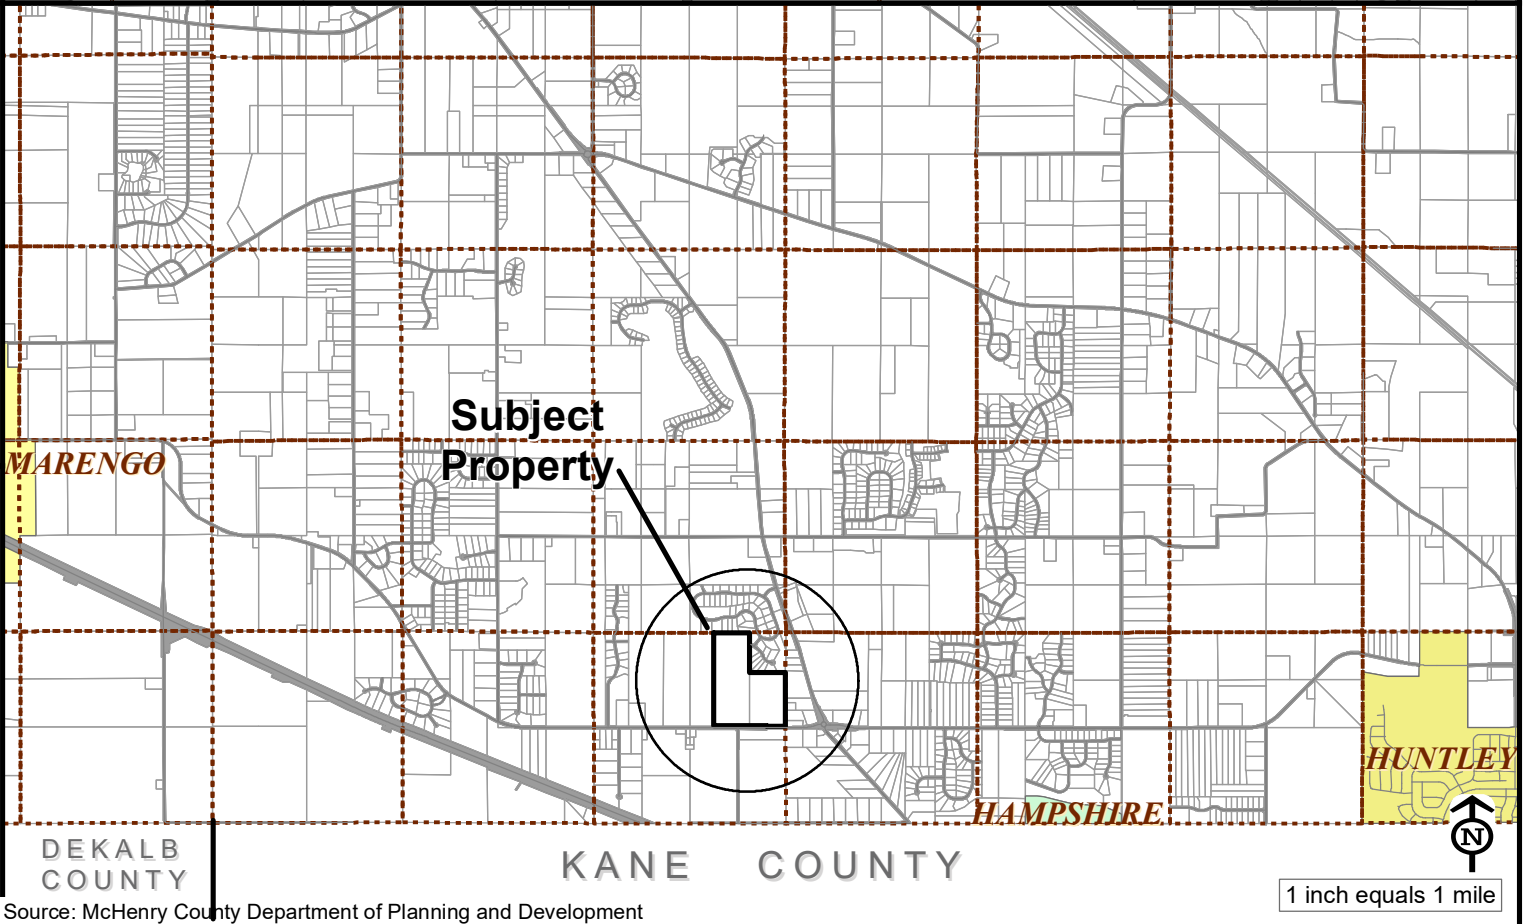 Subject
Property
MARENGO
HUNTLEY
HAMPSHIRE
N
DEKALB
COUNTY
KANE COUNTY
1 inch equals 1 mile
Source: McHenry County Department of Planning and Development